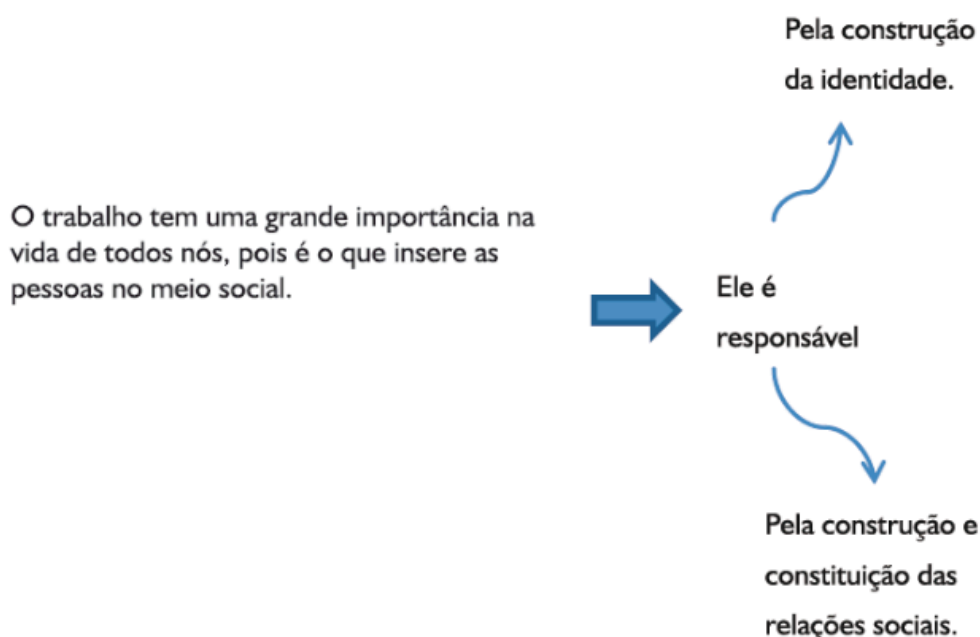 O trabalho tem uma grande importância na
vida de todos nós, pois é o que insere as
pessoas no meio social.
Ele é
responsável
Pela construção
da identidade.
Pela construção e
constituição das
relações sociais.